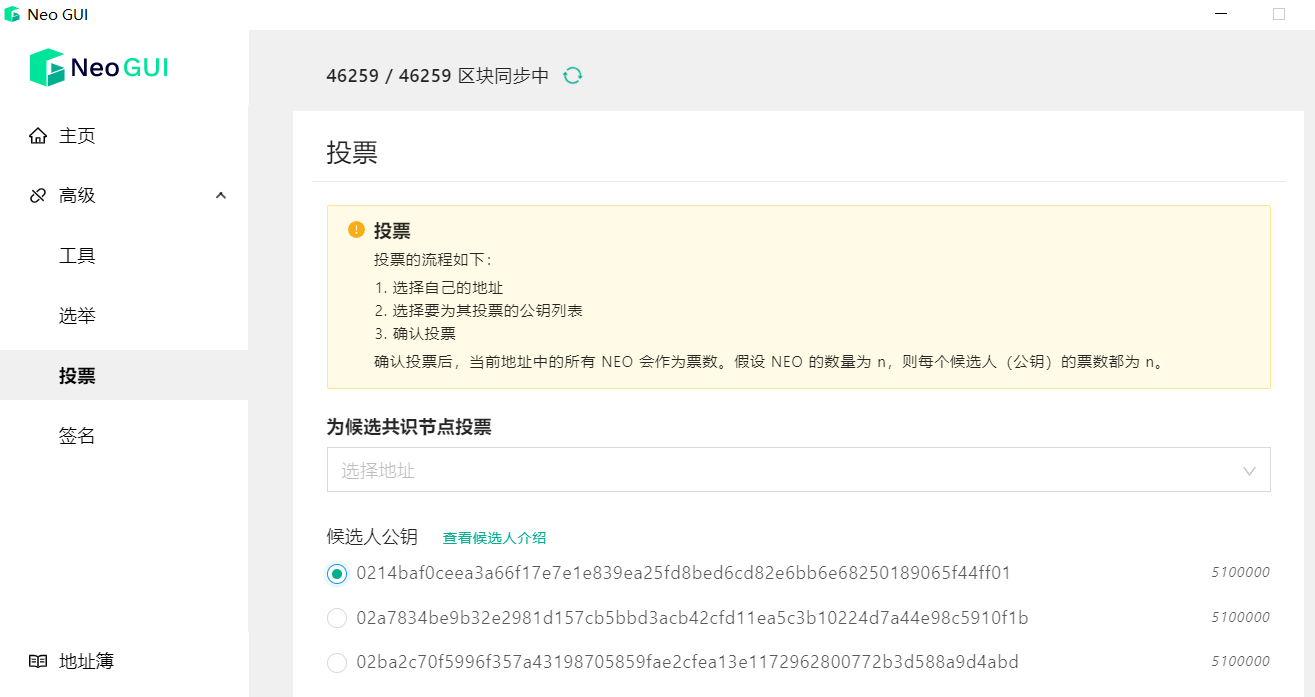 Neo GUI
Neo GUI
46259 / 46259 区块同步中
主页
高级
工具
选举
投票
签名
地址簿
投票
投票
投票的流程如下：
1. 选择自己的地址
2. 选择要为其投票的公钥列表
3. 确认投票
确认投票后，当前地址中的所有 NEO 会作为票数。假设 NEO 的数量为 n，则每个候选人（公钥）的票数都为 n。
为候选共识节点投票
选择地址
候选人公钥 查看候选人介绍
0214baf0ceea3a66f17e7e1e839ea25fd8bed6cd82e6bb6e68250189065f44ff01 5100000
02a7834be9b32e2981d157cb5bbd3acb42cfd11ea5c3b10224d7a44e98c5910f1b 5100000
02ba2c70f5996f357a43198705859fae2cfea13e1172962800772b3d588a9d4abd 5100000